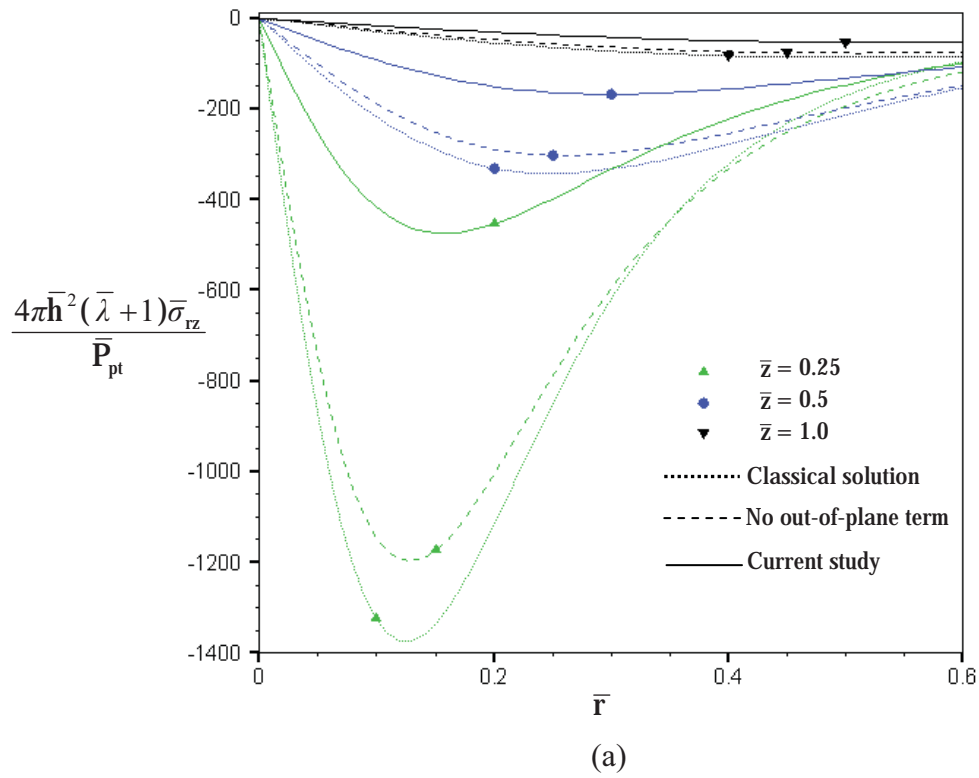 0
-200
-400
-600
-800
-1000
-1200
-1400
4πh̅²(λ̅+1)σ̅rz
P̅pt
z̅ = 0.25
z̅ = 0.5
z̅ = 1.0
Classical solution
No out-of-plane term
Current study
0 0.2 0.4 0.6
r̅
(a)